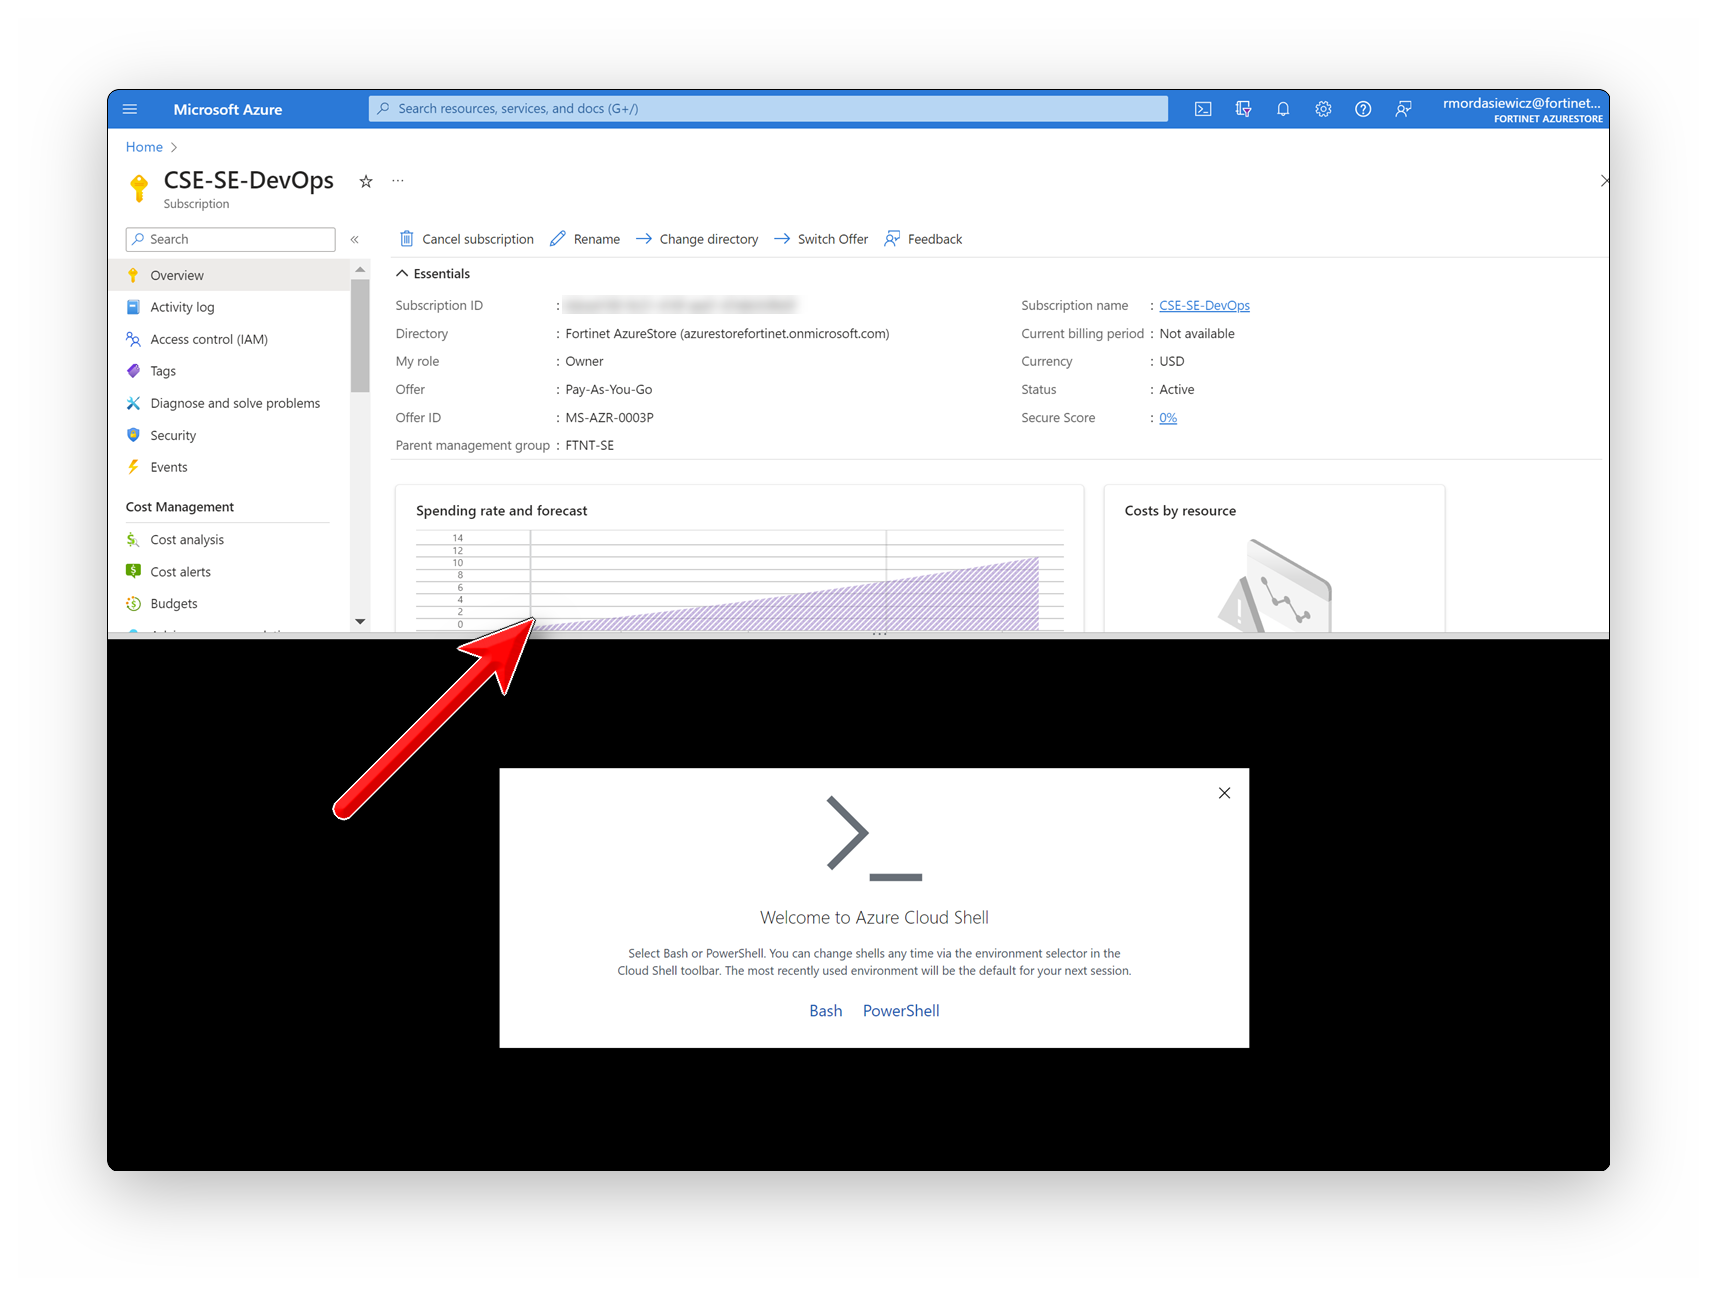 Microsoft Azure
Search resources, services, and docs (G+/)
rmordasiewicz@fortinet...
FORTINET AZURESTORE
Home
CSE-SE-DevOps
...
Subscription
Search
«
Cancel subscription
Rename
Change directory
Switch Offer
Feedback
Overview
Activity log
Access control (IAM)
Tags
Diagnose and solve problems
Security
Events
Cost Management
Cost analysis
Cost alerts
Budgets
Essentials
Subscription ID :
Directory : Fortinet AzureStore (azurestorefortinet.onmicrosoft.com)
My role : Owner
Offer : Pay-As-You-Go
Offer ID : MS-AZR-0003P
Parent management group : FTNT-SE
Subscription name : CSE-SE-DevOps
Current billing period : Not available
Currency : USD
Status : Active
Secure Score : 0%
Spending rate and forecast
14
12
10
8
6
4
2
0
Costs by resource
Welcome to Azure Cloud Shell
Select Bash or PowerShell. You can change shells any time via the environment selector in the
Cloud Shell toolbar. The most recently used environment will be the default for your next session.
Bash PowerShell